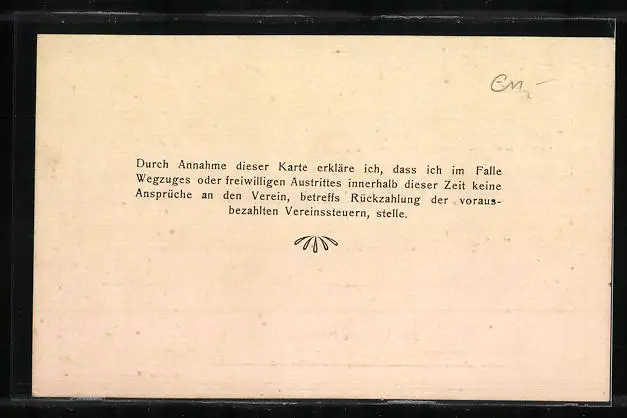 Durch Annahme dieser Karte erkläre ich, dass ich im Falle
Wegzuges oder freiwilligen Austrittes innerhalb dieser Zeit keine
Ansprüche an den Verein, betreffs Rückzahlung der voraus-
bezahlten Vereinssteuern, stelle.